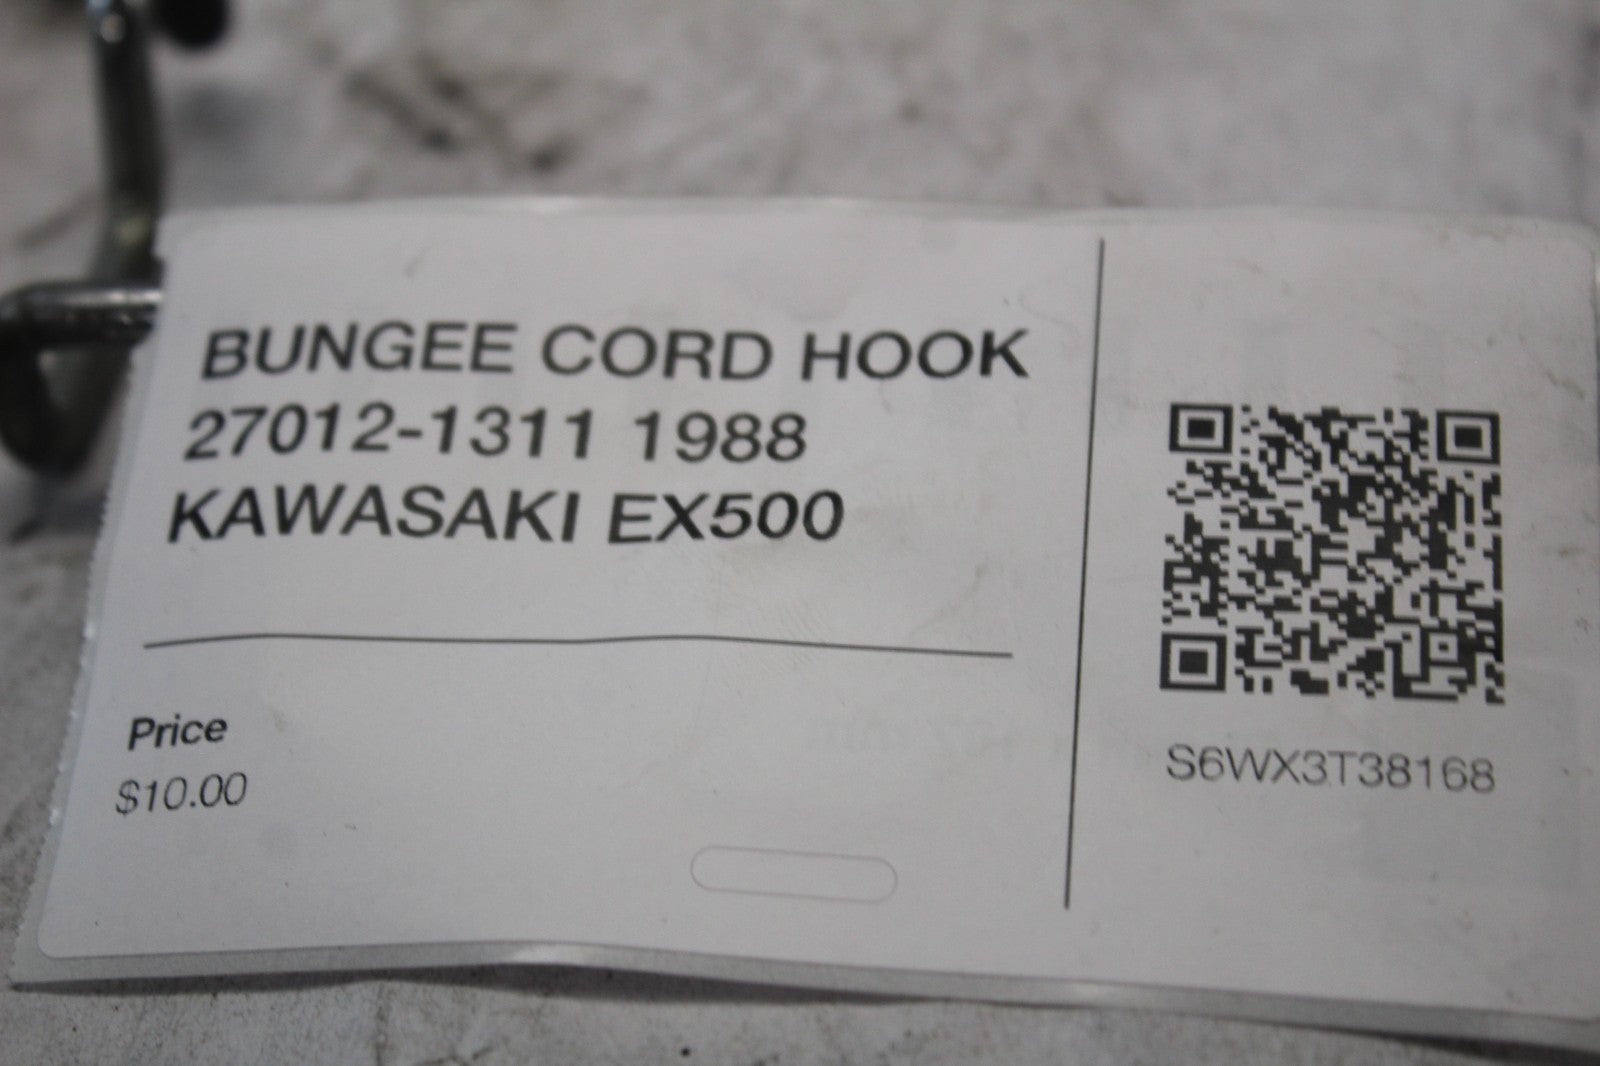 BUNGEE CORD HOOK
27012-1311 1988
KAWASAKI EX500
Price
$10.00
S6WX3T38168